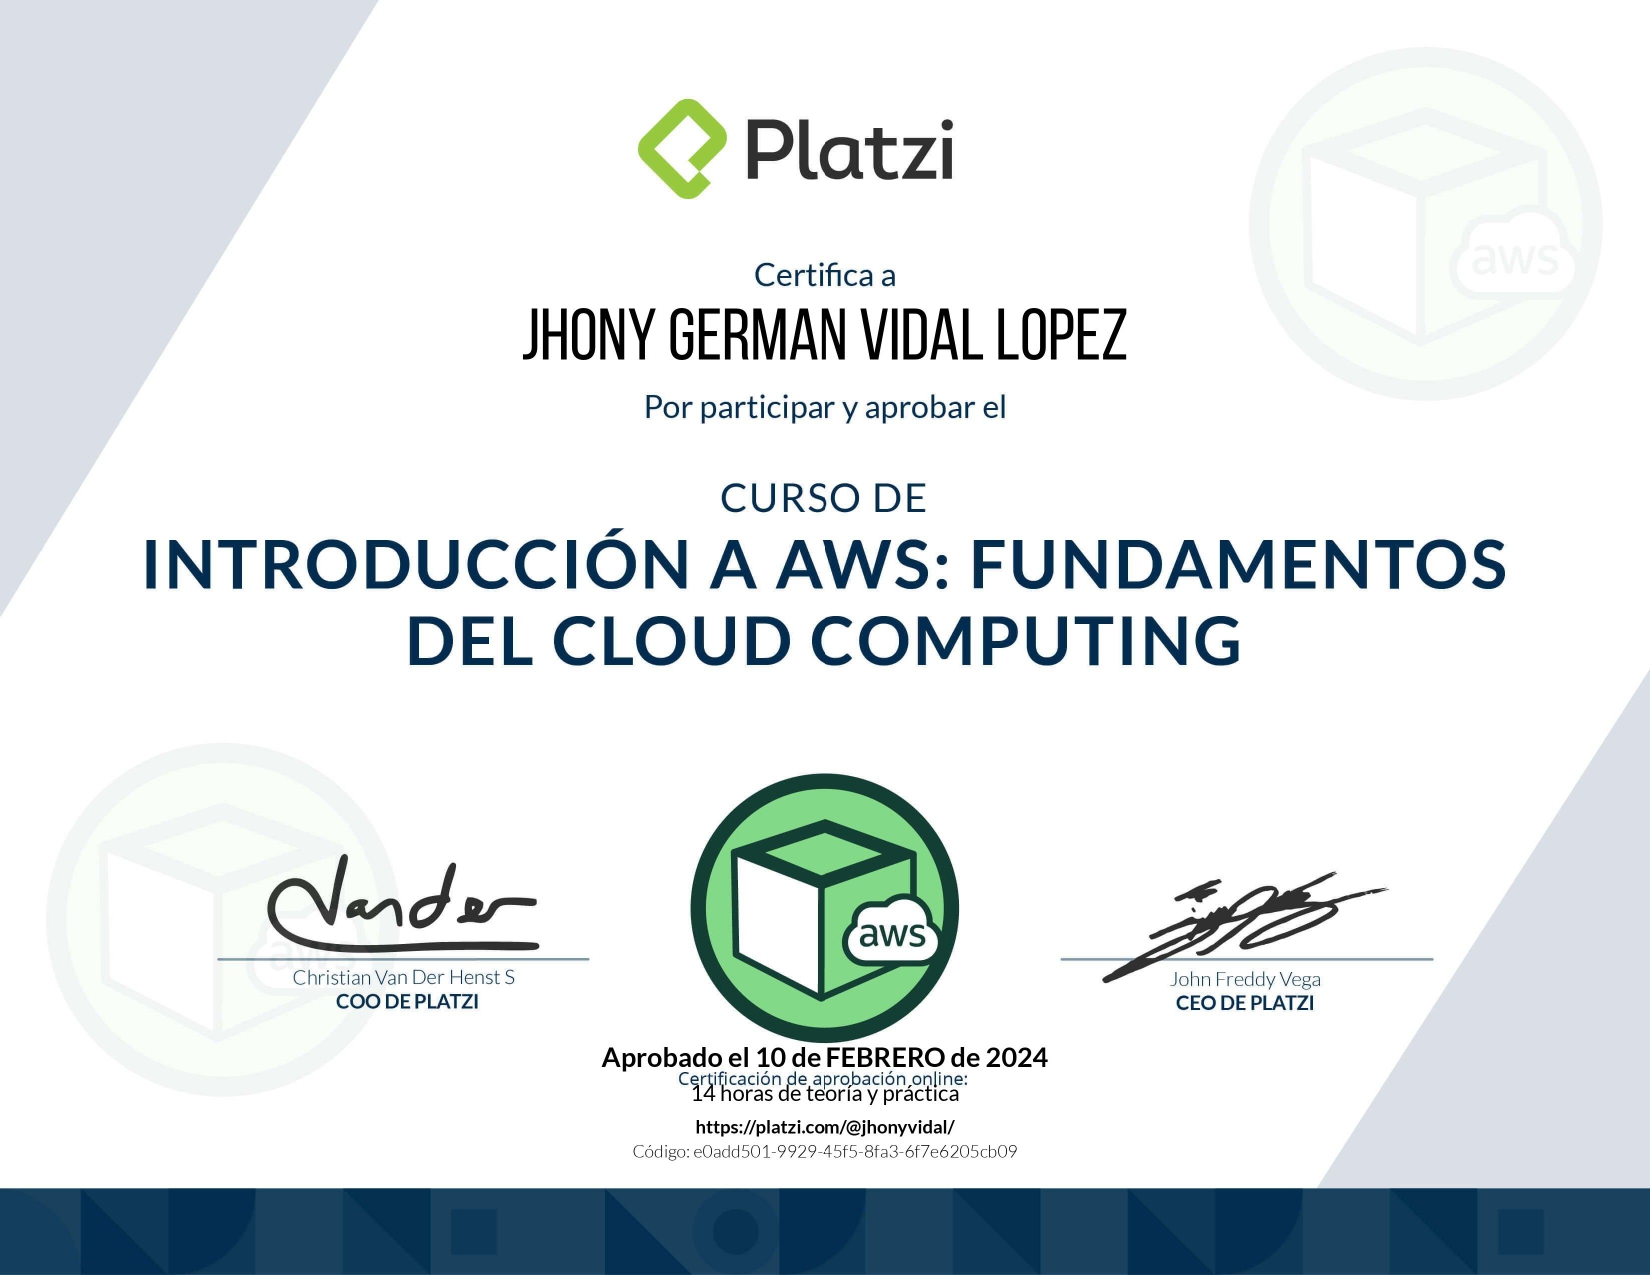 Platzi
aws
Certifica a
JHONY GERMAN VIDAL LOPEZ
Por participar y aprobar el
CURSO DE
INTRODUCCIÓN A AWS: FUNDAMENTOS
DEL CLOUD COMPUTING
Vander
aws
aws
Christian Van Der Henst S
COO DE PLATZI
John Freddy Vega
CEO DE PLATZI
Aprobado el 10 de FEBRERO de 2024
Certificación de aprobación online:
14 horas de teoría y práctica
https://platzi.com/@jhonyvidal/
Código: e0add501-9929-45f5-8fa3-6f7e6205cb09